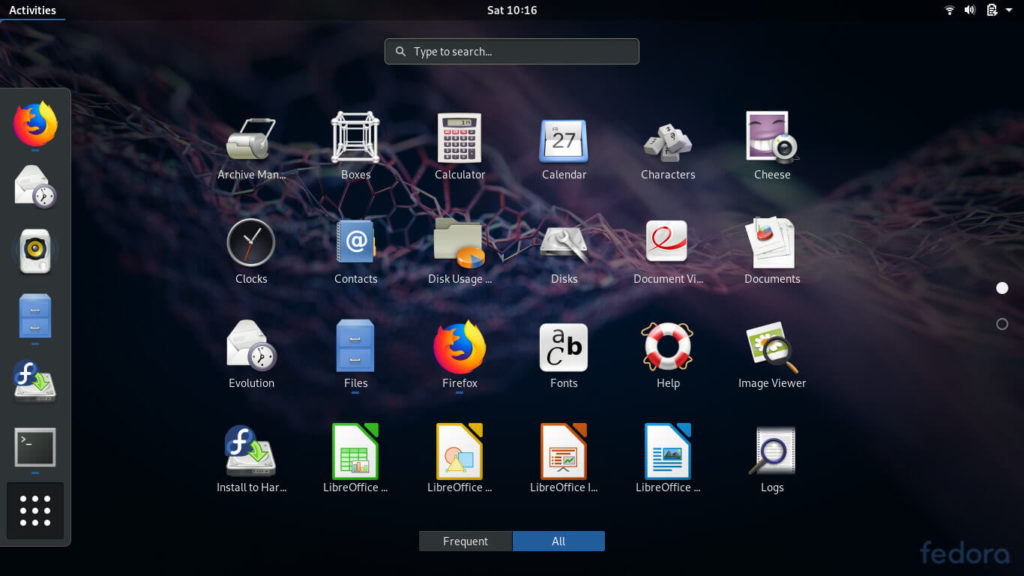 Activities
Sat 10:16
Type to search...
Archive Man...
Boxes
Calculator
Calendar
Characters
Cheese
27
Clocks
Contacts
Disk Usage ...
Disks
Document Vi...
Documents
@
Evolution
Files
Firefox
Fonts
Help
Image Viewer
a b C
Install to Har...
LibreOffice ...
LibreOffice ...
LibreOffice I...
LibreOffice ...
Logs
>_
Frequent
All
fedora